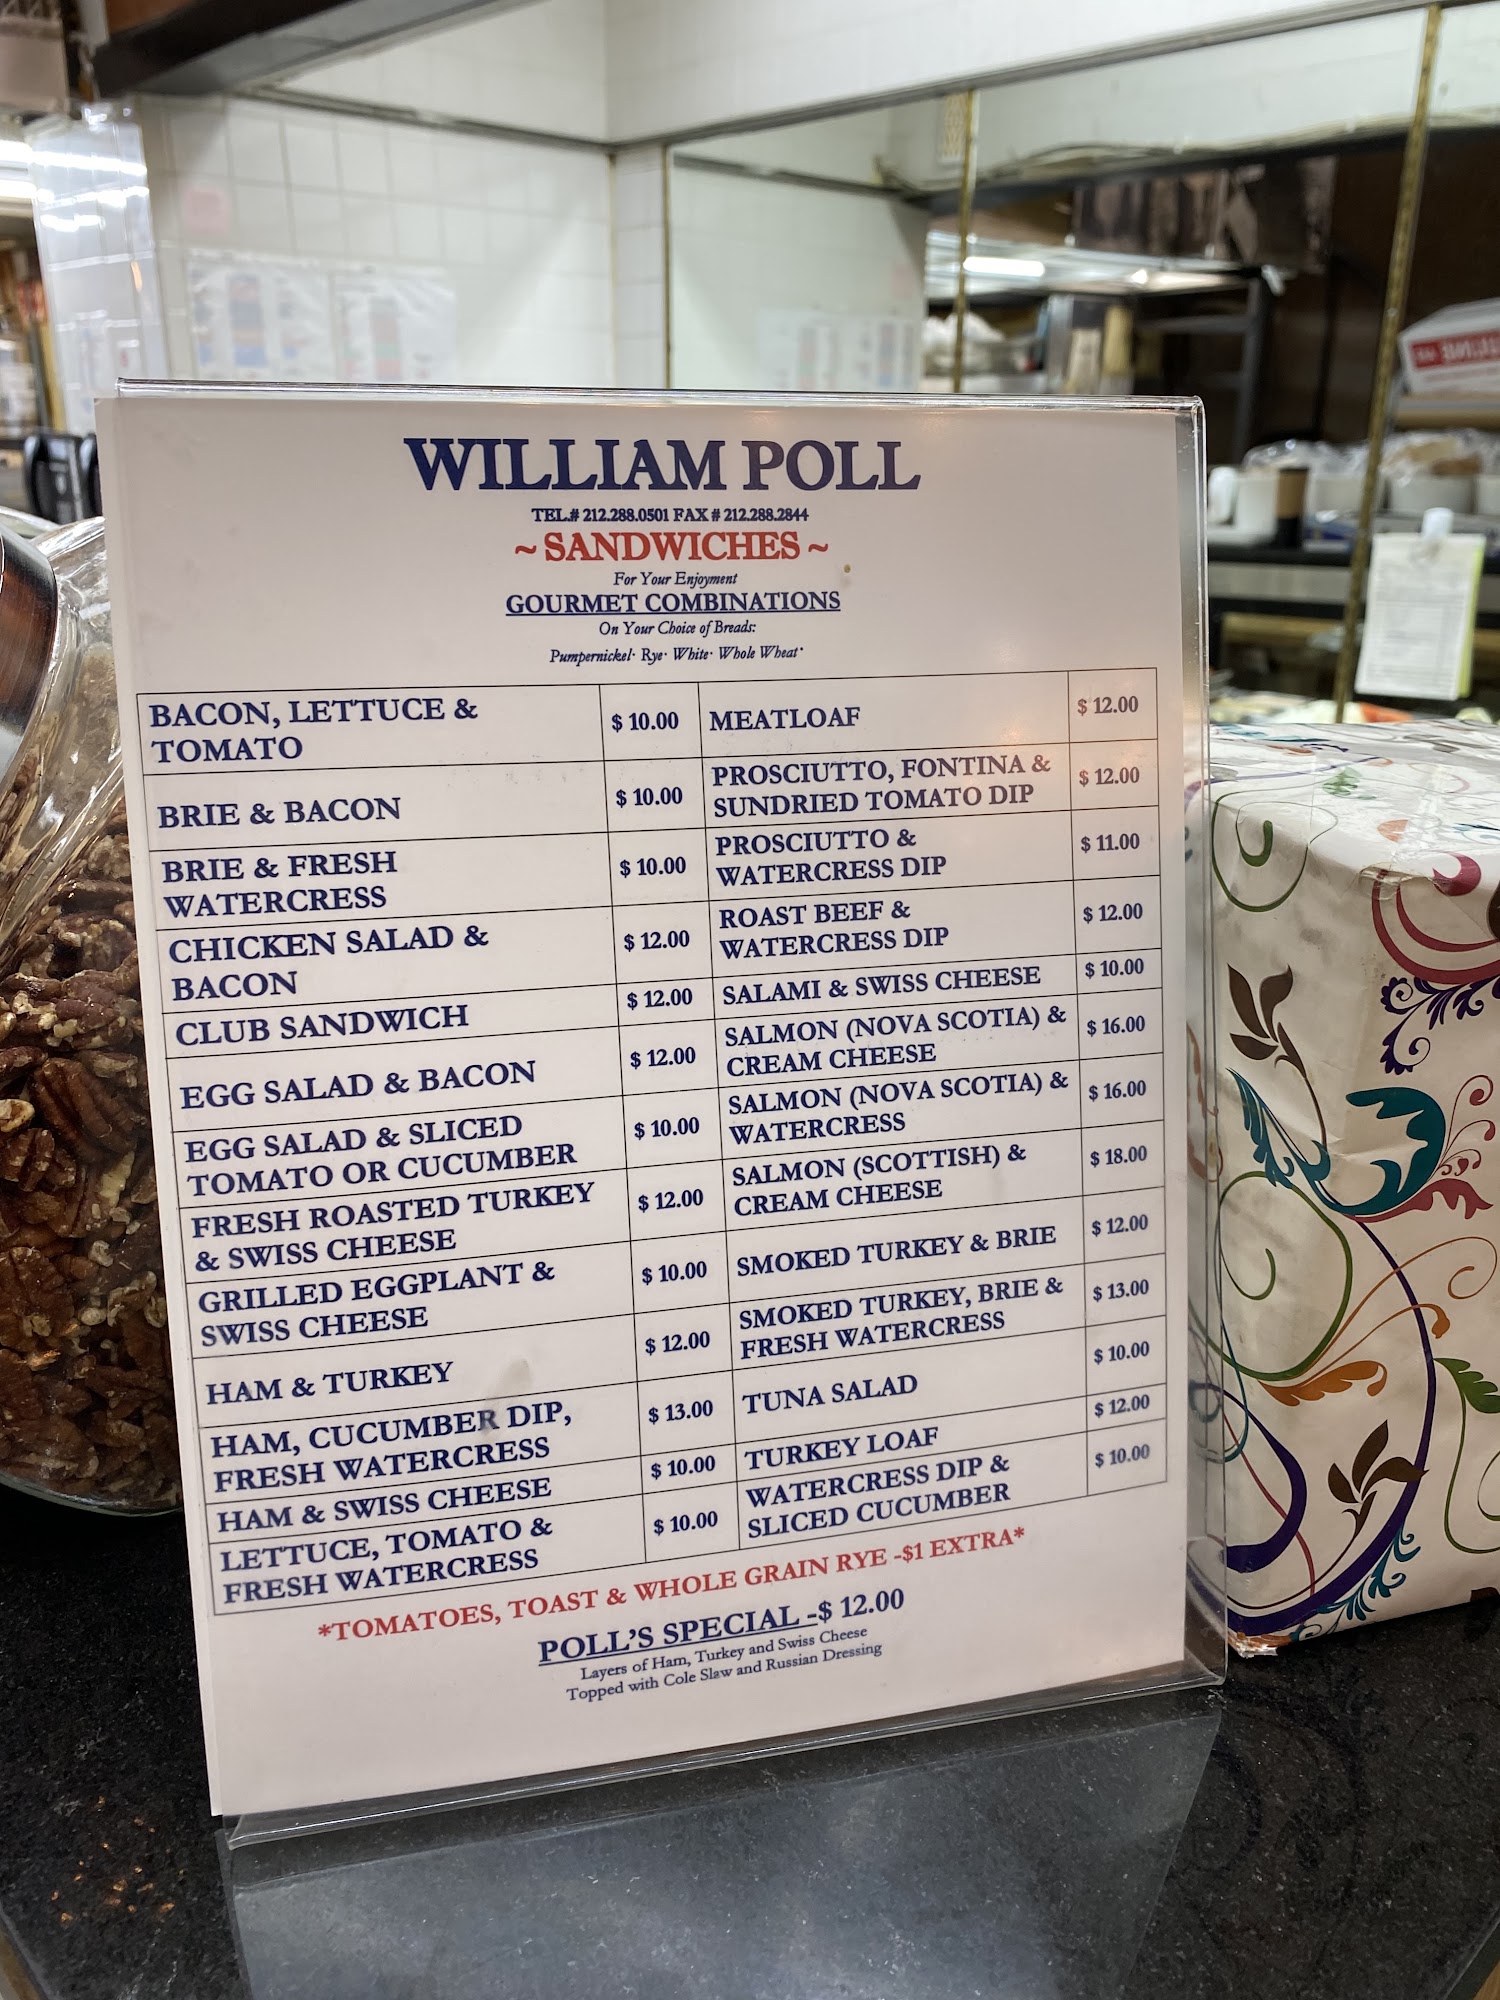 WILLIAM POLL
TEL.# 212.288.0501 FAX # 212.288.2844
~ SANDWICHES ~
For Your Enjoyment
GOURMET COMBINATIONS
On Your Choice of Breads:
Pumpernickel· Rye· White· Whole Wheat·
BACON, LETTUCE &
TOMATO
$ 10.00
BRIE & BACON
$ 10.00
BRIE & FRESH
WATERCRESS
$ 10.00
CHICKEN SALAD &
BACON
$ 12.00
CLUB SANDWICH
$ 12.00
EGG SALAD & BACON
$ 12.00
EGG SALAD & SLICED
TOMATO OR CUCUMBER
$ 10.00
FRESH ROASTED TURKEY
& SWISS CHEESE
$ 12.00
GRILLED EGGPLANT &
SWISS CHEESE
$ 10.00
HAM & TURKEY
$ 12.00
HAM, CUCUMBER DIP,
FRESH WATERCRESS
$ 13.00
HAM & SWISS CHEESE
$ 10.00
LETTUCE, TOMATO &
FRESH WATERCRESS
$ 10.00
MEATLOAF
$ 12.00
PROSCIUTTO, FONTINA &
SUNDRIED TOMATO DIP
$ 12.00
PROSCIUTTO &
WATERCRESS DIP
$ 11.00
ROAST BEEF &
WATERCRESS DIP
$ 12.00
SALAMI & SWISS CHEESE
$ 10.00
SALMON (NOVA SCOTIA) &
CREAM CHEESE
$ 16.00
SALMON (NOVA SCOTIA) &
WATERCRESS
$ 16.00
SALMON (SCOTTISH) &
CREAM CHEESE
$ 18.00
SMOKED TURKEY & BRIE
$ 12.00
SMOKED TURKEY, BRIE &
FRESH WATERCRESS
$ 13.00
TUNA SALAD
$ 10.00
TURKEY LOAF
$ 12.00
WATERCRESS DIP &
SLICED CUCUMBER
$ 10.00
*TOMATOES, TOAST & WHOLE GRAIN RYE -$1 EXTRA*
POLL'S SPECIAL -$ 12.00
Layers of Ham, Turkey and Swiss Cheese
Topped with Cole Slaw and Russian Dressing